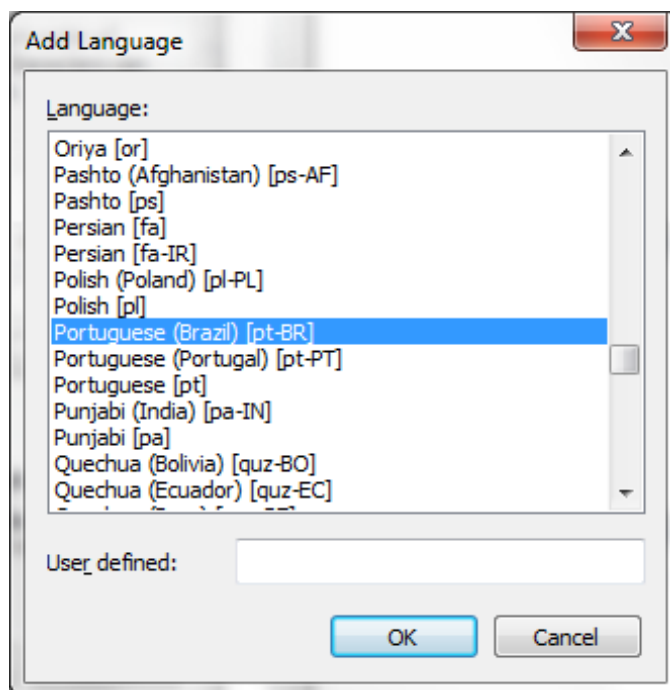 Add Language
Language:
Oriya [or]
Pashto (Afghanistan) [ps-AF]
Pashto [ps]
Persian [fa]
Persian [fa-IR]
Polish (Poland) [pl-PL]
Polish [pl]
Portuguese (Brazil) [pt-BR]
Portuguese (Portugal) [pt-PT]
Portuguese [pt]
Punjabi (India) [pa-IN]
Punjabi [pa]
Quechua (Bolivia) [quz-BO]
Quechua (Ecuador) [quz-EC]
User defined:
OK
Cancel